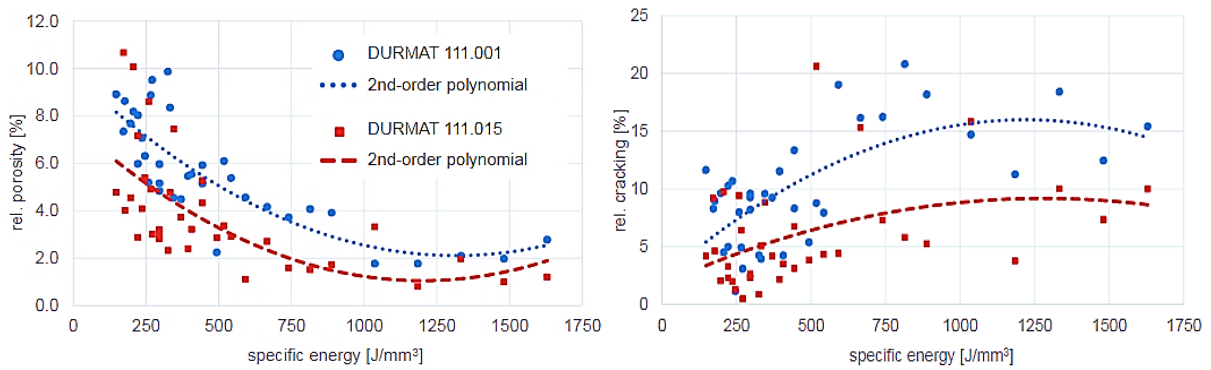 12.0
10.0
8.0
6.0
4.0
2.0
0.0
rel. porosity [%]
DURMAT 111.001
2nd-order polynomial
DURMAT 111.015
2nd-order polynomial
0 250 500 750 1000 1250 1500 1750
specific energy [J/mm³]
25
20
15
10
5
0
rel. cracking [%]
0 250 500 750 1000 1250 1500 1750
specific energy [J/mm³]